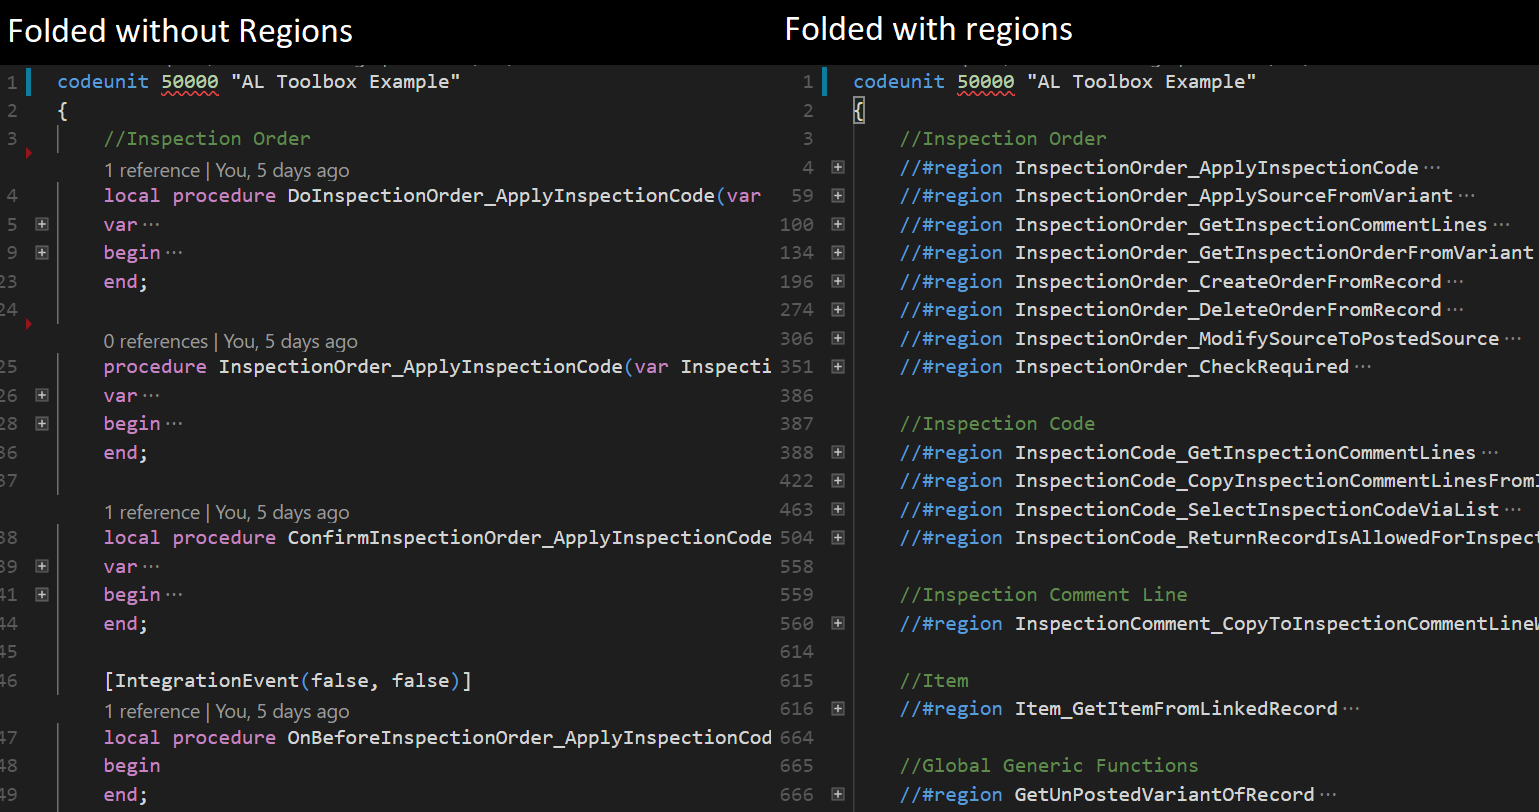 Folded without Regions
1 codeunit 50000 "AL Toolbox Example"
2 {
3 //Inspection Order
1 reference | You, 5 days ago
4 local procedure DoInspectionOrder_ApplyInspectionCode(var
5 var ···
9 begin ···
23 end;
24
0 references | You, 5 days ago
25 procedure InspectionOrder_ApplyInspectionCode(var Inspecti
26 var ···
28 begin ···
36 end;
37
1 reference | You, 5 days ago
38 local procedure ConfirmInspectionOrder_ApplyInspectionCode
39 var ···
41 begin ···
44 end;
45
46 [IntegrationEvent(false, false)]
1 reference | You, 5 days ago
47 local procedure OnBeforeInspectionOrder_ApplyInspectionCod
48 begin
49 end;
Folded with regions
1 codeunit 50000 "AL Toolbox Example"
2 {
3 //Inspection Order
4 //#region InspectionOrder_ApplyInspectionCode ···
59 //#region InspectionOrder_ApplySourceFromVariant ···
100 //#region InspectionOrder_GetInspectionCommentLines ···
134 //#region InspectionOrder_GetInspectionOrderFromVariant
196 //#region InspectionOrder_CreateOrderFromRecord ···
274 //#region InspectionOrder_DeleteOrderFromRecord ···
306 //#region InspectionOrder_ModifySourceToPostedSource ···
351 //#region InspectionOrder_CheckRequired ···
386
387 //Inspection Code
388 //#region InspectionCode_GetInspectionCommentLines ···
422 //#region InspectionCode_CopyInspectionCommentLinesFromI
463 //#region InspectionCode_SelectInspectionCodeViaList ···
504 //#region InspectionCode_ReturnRecordIsAllowedForInspect
558
559 //Inspection Comment Line
560 //#region InspectionComment_CopyToInspectionCommentLineW
614
615 //Item
616 //#region Item_GetItemFromLinkedRecord ···
664
665 //Global Generic Functions
666 //#region GetUnPostedVariantOfRecord ···